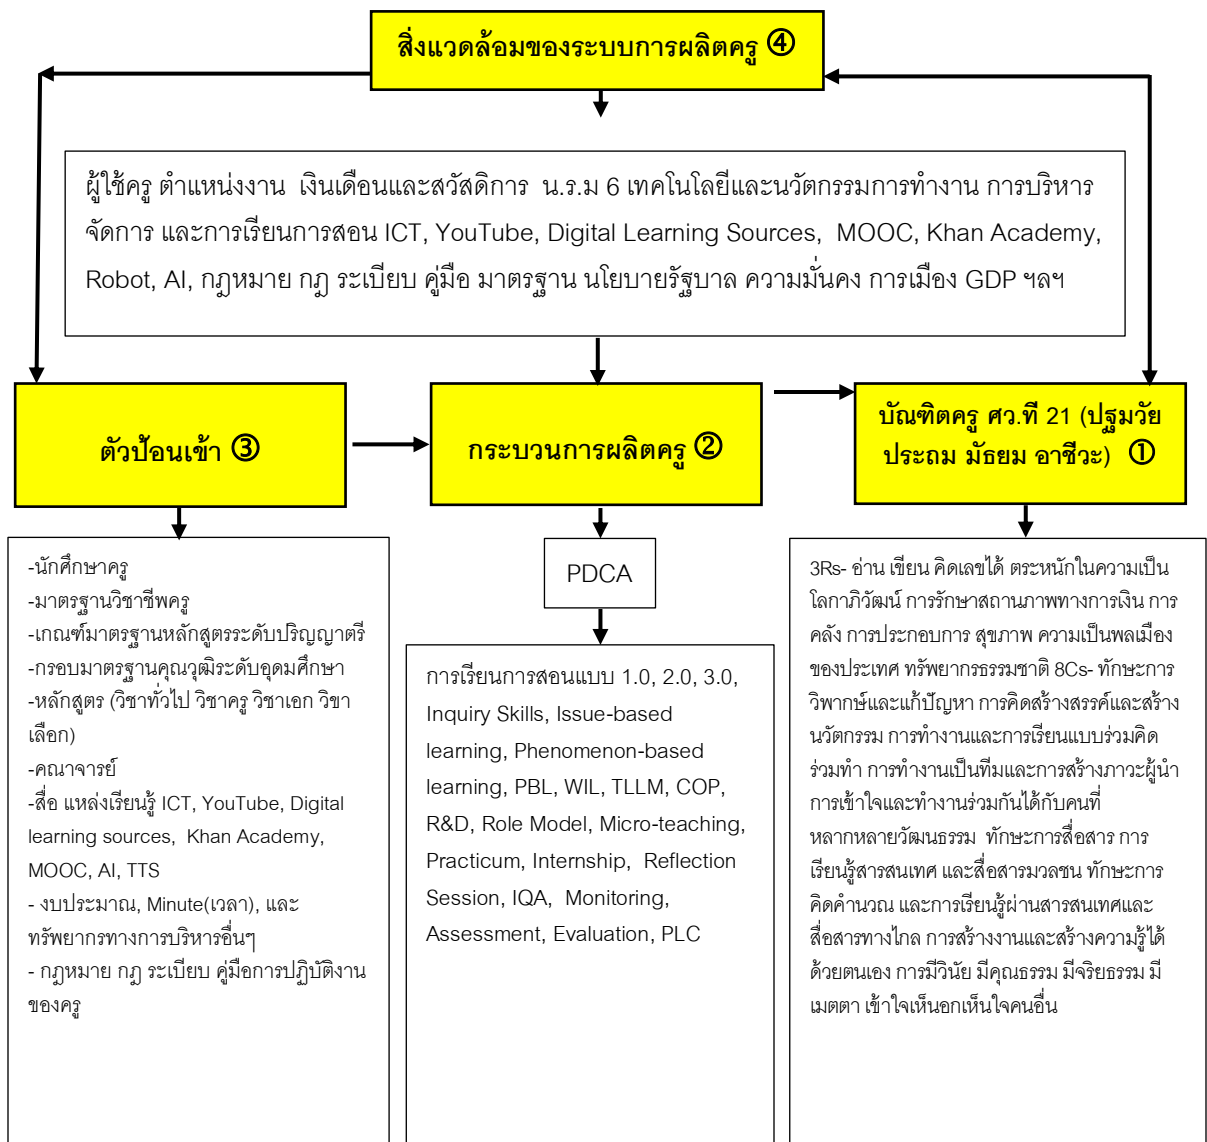 สิ่งแวดล้อมของระบบการผลิตครู ④
ผู้ใช้ครู ตำแหน่งงาน เงินเดือนและสวัสดิการ น.ร.ม 6 เทคโนโลยีและนวัตกรรมการทำงาน การบริหาร
จัดการ และการเรียนการสอน ICT, YouTube, Digital Learning Sources, MOOC, Khan Academy,
Robot, AI, กฎหมาย กฎ ระเบียบ คู่มือ มาตรฐาน นโยบายรัฐบาล ความมั่นคง การเมือง GDP ฯลฯ
ตัวป้อนเข้า ③
กระบวนการผลิตครู ②
บัณฑิตครู ศว.ที 21 (ปฐมวัย
ประถม มัธยม อาชีวะ) ①
-นักศึกษาครู
-มาตรฐานวิชาชีพครู
-เกณฑ์มาตรฐานหลักสูตรระดับปริญญาตรี
-กรอบมาตรฐานคุณวุฒิระดับอุดมศึกษา
-หลักสูตร (วิชาทั่วไป วิชาครู วิชาเอก วิขา
เลือก)
-คณาจารย์
-สื่อ แหล่งเรียนรู้ ICT, YouTube, Digital
learning sources, Khan Academy,
MOOC, AI, TTS
- งบประมาณ, Minute(เวลา), และ
ทรัพยากรทางการบริหารอื่นๆ
- กฎหมาย กฎ ระเบียบ คู่มือการปฏิบัติงาน
ของครู
PDCA
การเรียนการสอนแบบ 1.0, 2.0, 3.0,
Inquiry Skills, Issue-based
learning, Phenomenon-based
learning, PBL, WIL, TLLM, COP,
R&D, Role Model, Micro-teaching,
Practicum, Internship, Reflection
Session, IQA, Monitoring,
Assessment, Evaluation, PLC
3Rs- อ่าน เขียน คิดเลขได้ ตระหนักในความเป็น
โลกาภิวัฒน์ การรักษาสถานภาพทางการเงิน การ
คลัง การประกอบการ สุขภาพ ความเป็นพลเมือง
ของประเทศ ทรัพยากรธรรมชาติ 8Cs- ทักษะการ
วิพากษ์และแก้ปัญหา การคิดสร้างสรรค์และสร้าง
นวัตกรรม การทำงานและการเรียนแบบร่วมคิด
ร่วมทำ การทำงานเป็นทีมและการสร้างภาวะผู้นำ
การเข้าใจและทำงานร่วมกันได้กับคนที่
หลากหลายวัฒนธรรม ทักษะการสื่อสาร การ
เรียนรู้สารสนเทศ และสื่อสารมวลชน ทักษะการ
คิดคำนวณ และการเรียนรู้ผ่านสารสนเทศและ
สื่อสารทางไกล การสร้างงานและสร้างความรู้ได้
ด้วยตนเอง การมีวินัย มีคุณธรรม มีจริยธรรม มี
เมตตา เข้าใจเห็นอกเห็นใจคนอื่น